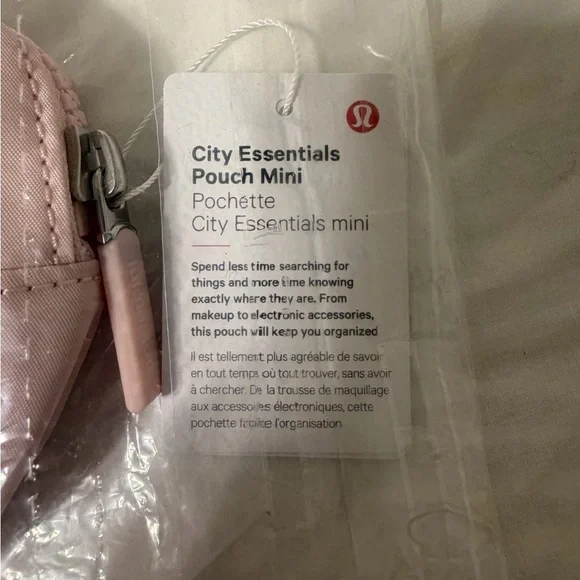 City Essentials
Pouch Mini
Pochette
City Essentials mini
Spend less time searching for
things and more time knowing
exactly where they are. From
makeup to electronic accessories,
this pouch will keep you organized
Il est tellement plus agréable de savoir
en tout temps où tout trouver, sans avoir
à chercher. De la trousse de maquillage
aux accessoires électroniques, cette
pochette facilite l'organisation